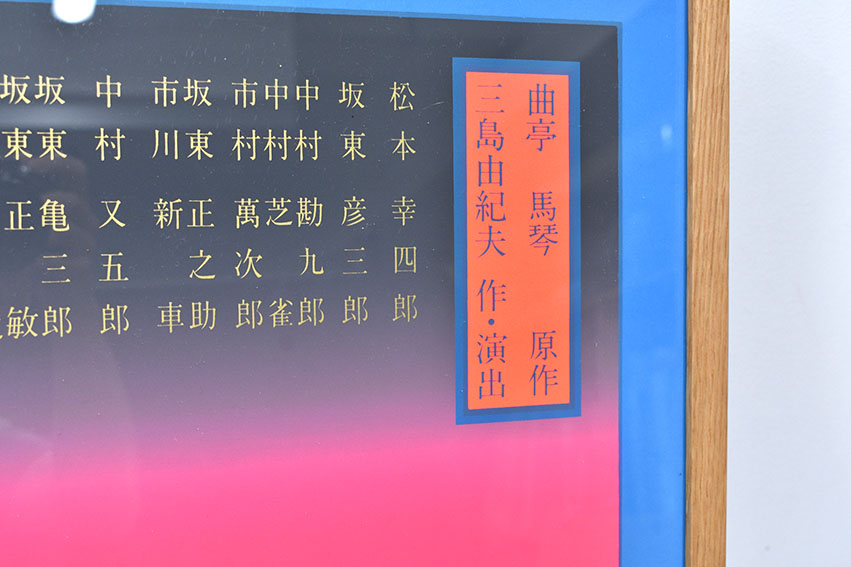 曲亭 馬琴 原作
三島由紀夫 作・演出
松本幸四郎
坂東彦三郎
中村勘九郎
中村芝雀
市村萬次郎
坂東正之助
市川新車
中村又五郎
坂東亀三郎
坂東正敏